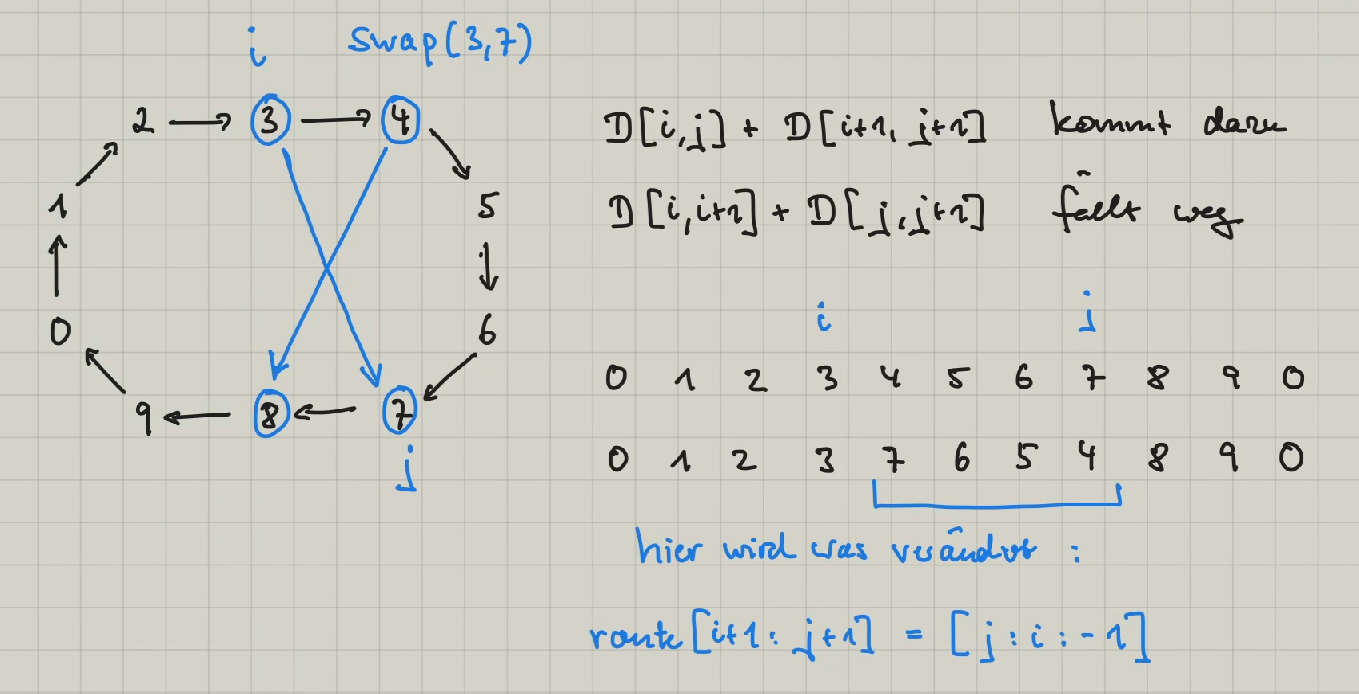 i swap(3,7)
2 3 4
1 5
0 6
9 8 7
j
D[i,j] + D[i+1, j+1] kommt dazu
D[i,i+1] + D[j,j+1] fällt weg
i j
0 1 2 3 4 5 6 7 8 9 0
0 1 2 3 7 6 5 4 8 9 0
hier wird was verändert :
route[i+1: j+1] = [j:i:-1]